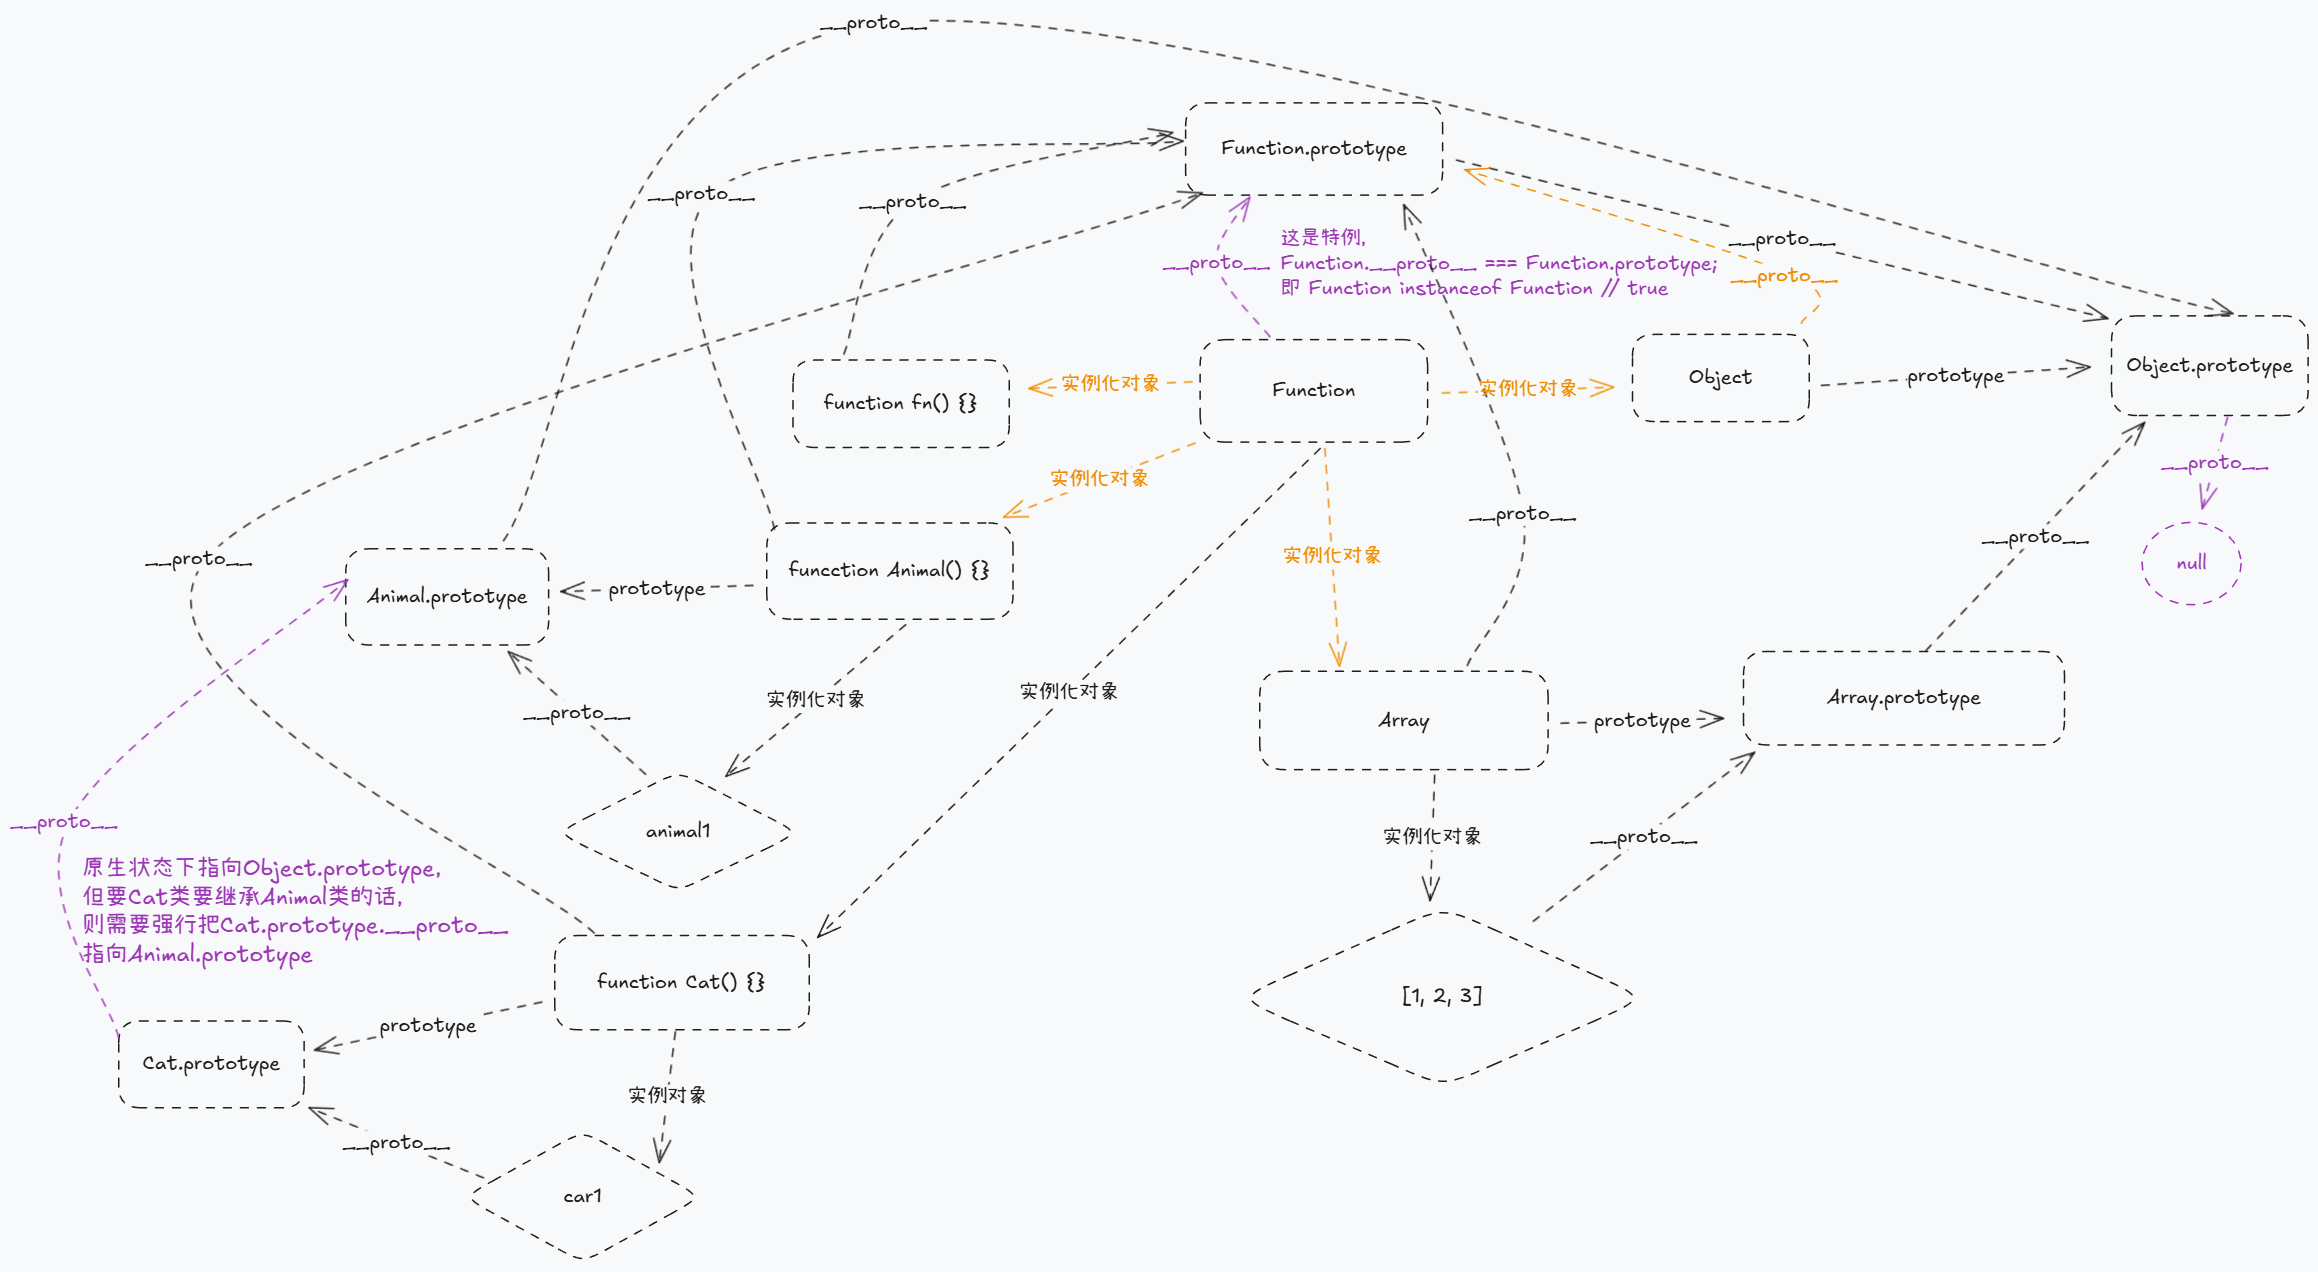 __proto__
Function.prototype
__proto__
__proto__
这是特例,
__proto__
Function.__proto__ === Function.prototype;
即 Function instanceof Function // true
__proto__
__proto__
Object.prototype
Object
prototype
Function
实例化对象
实例化对象
function fn() {}
__proto__
null
实例化对象
__proto__
实例化对象
__proto__
__proto__
funcction Animal() {}
prototype
Animal.prototype
实例化对象
实例化对象
__proto__
Array
prototype
Array.prototype
animal1
实例化对象
__proto__
__proto__
原生状态下指向Object.prototype,
但要Cat类要继承Animal类的话,
则需要强行把Cat.prototype.__proto__
指向Animal.prototype
function Cat() {}
[1, 2, 3]
prototype
Cat.prototype
实例对象
__proto__
car1